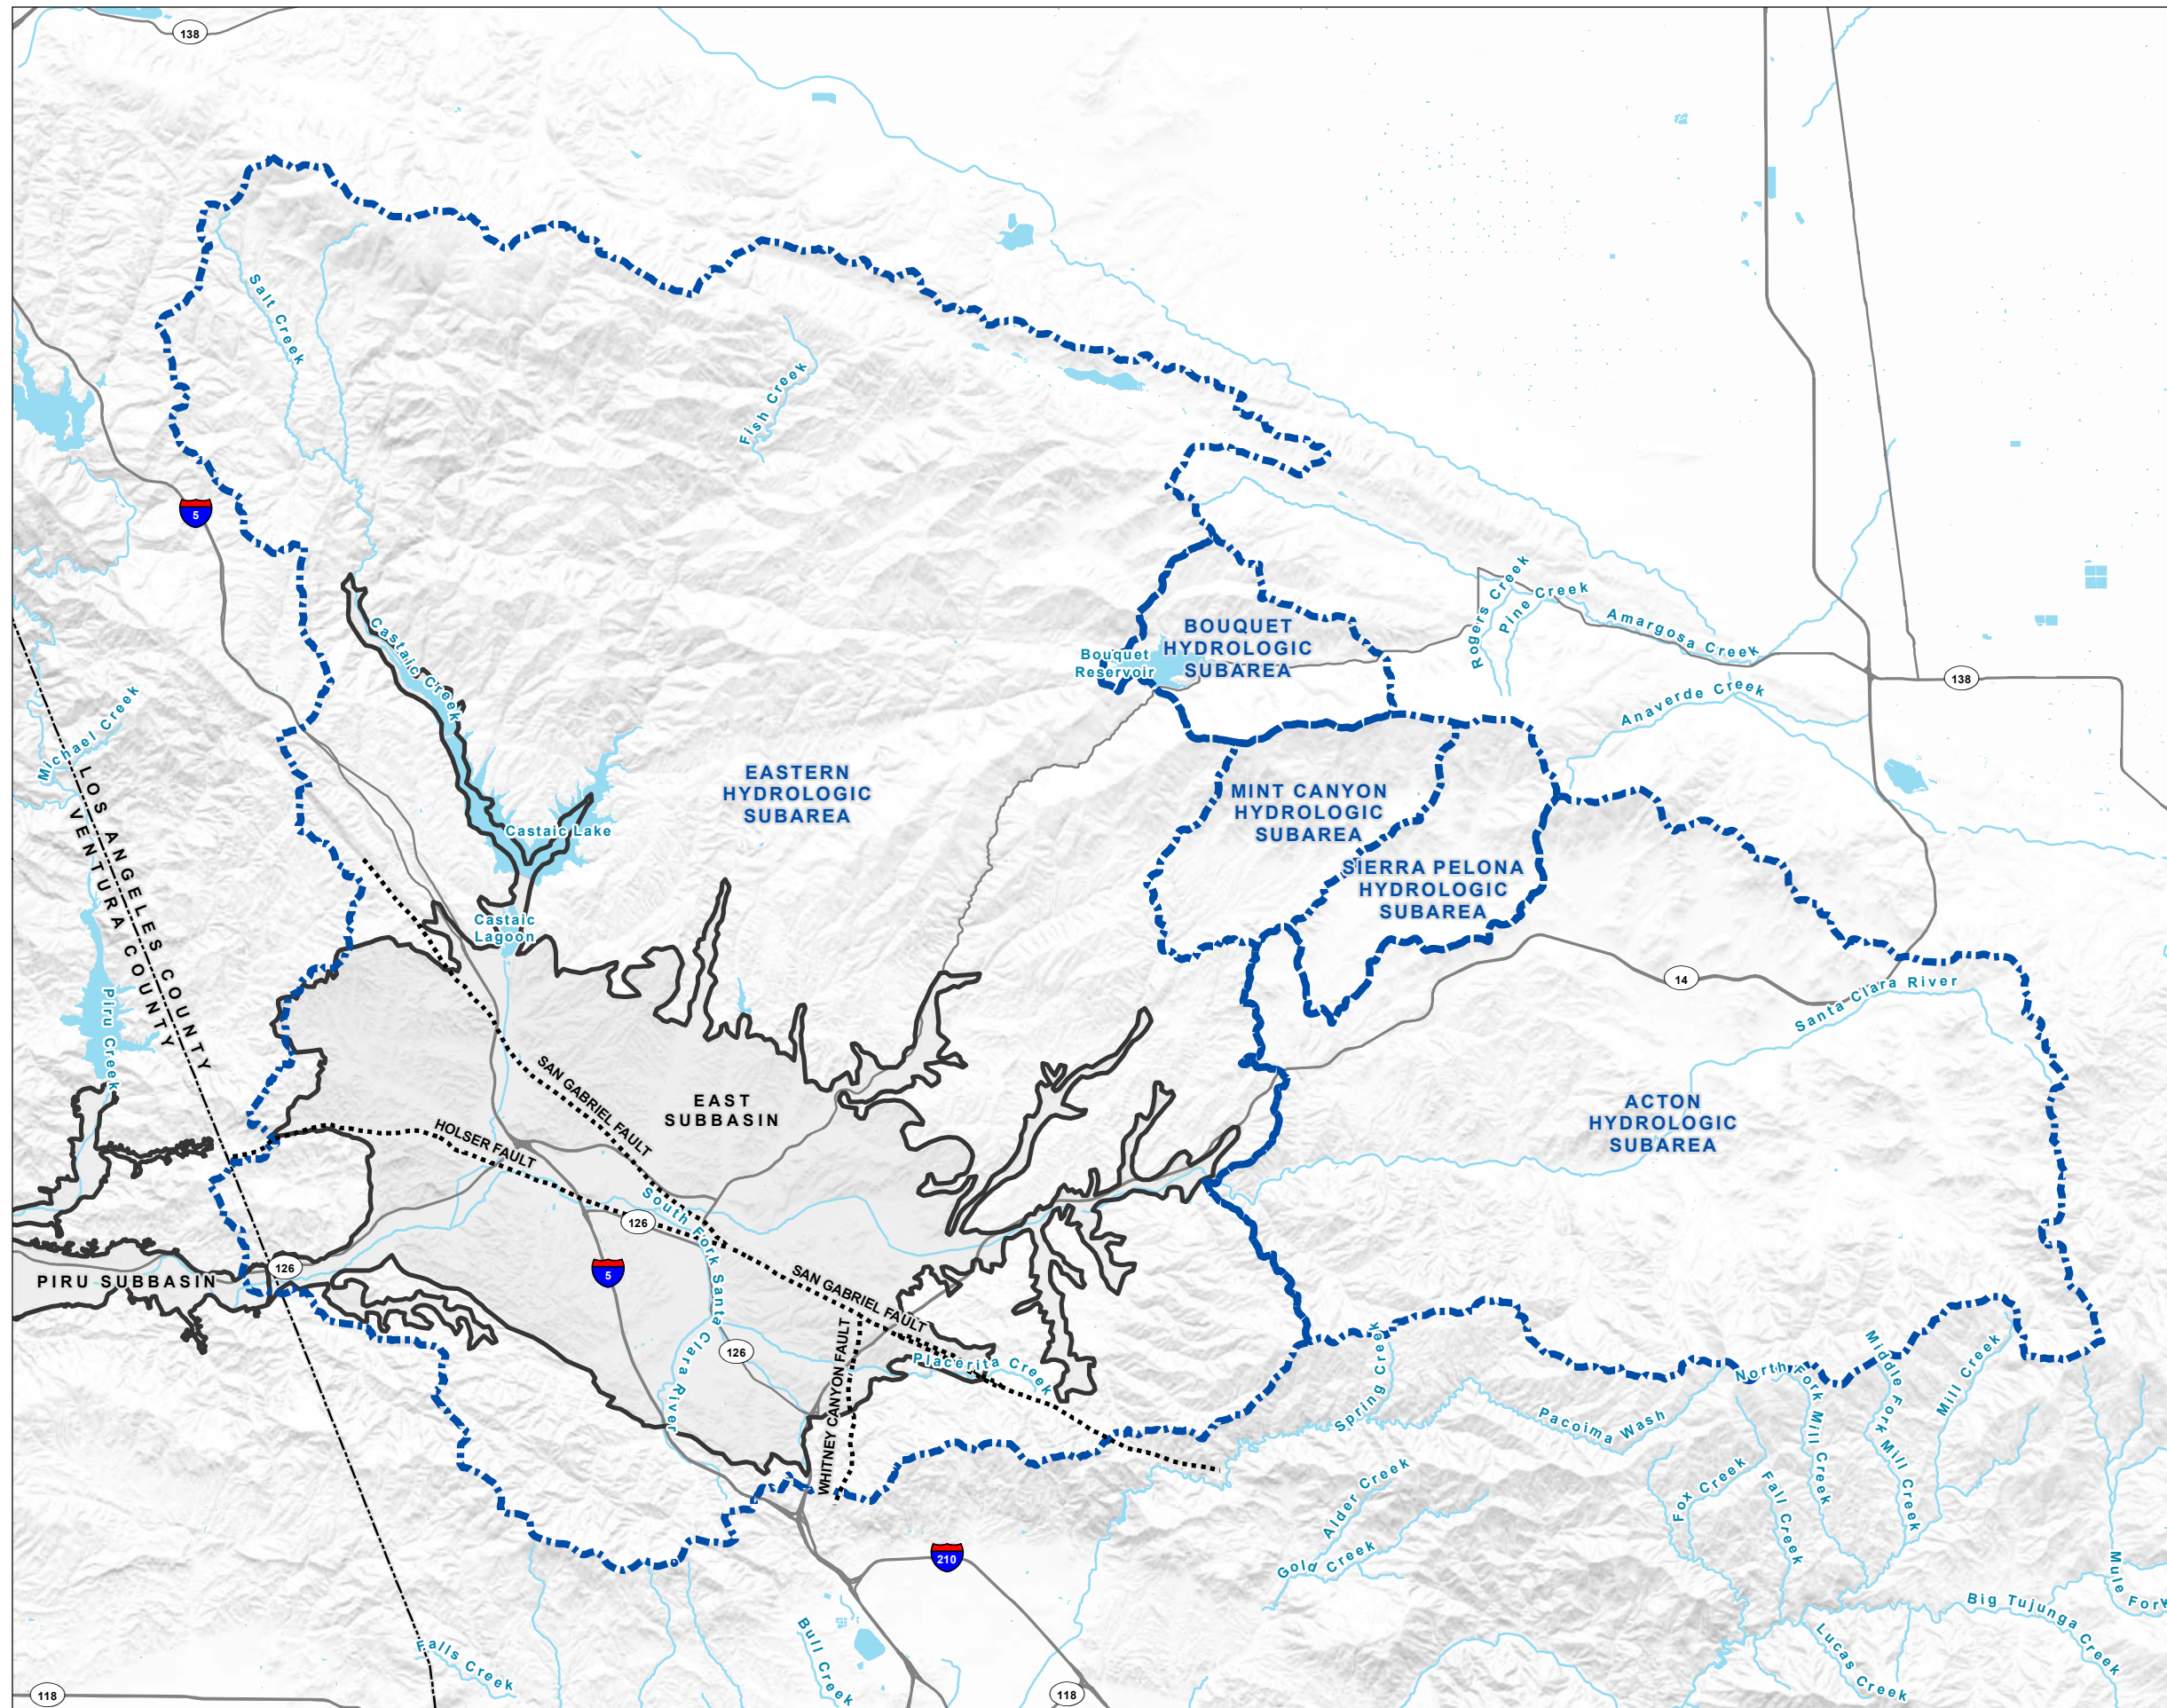 138
Salt Creek
Fish Creek
5
Rogers Creek
Pine Creek
Amargosa Creek
BOUQUET
HYDROLOGIC
SUBAREA
Bouquet
Reservoir
138
Anaverde Creek
Castaic Creek
Michael Creek
LOS ANGELES COUNTY
VENTURA COUNTY
EASTERN
HYDROLOGIC
SUBAREA
MINT CANYON
HYDROLOGIC
SUBAREA
Castaic Lake
SIERRA PELONA
HYDROLOGIC
SUBAREA
Castaic
Lagoon
14
Santa Clara River
Piru Creek
SAN GABRIEL FAULT
EAST
SUBBASIN
ACTON
HYDROLOGIC
SUBAREA
HOLSER FAULT
South Fork Santa Clara River
126
126
5
PIRU SUBBASIN
SAN GABRIEL FAULT
126
WHITNEY CANYON FAULT
Placerita Creek
Spring Creek
Pacoima Wash
North Fork Mill Creek
Middle Fork Mill Creek
Mill Creek
Alder Creek
Gold Creek
Fox Creek
Fall Creek
210
Mule Fork
Big Tujunga Creek
Lucas Creek
Falls Creek
Bull Creek
118
118